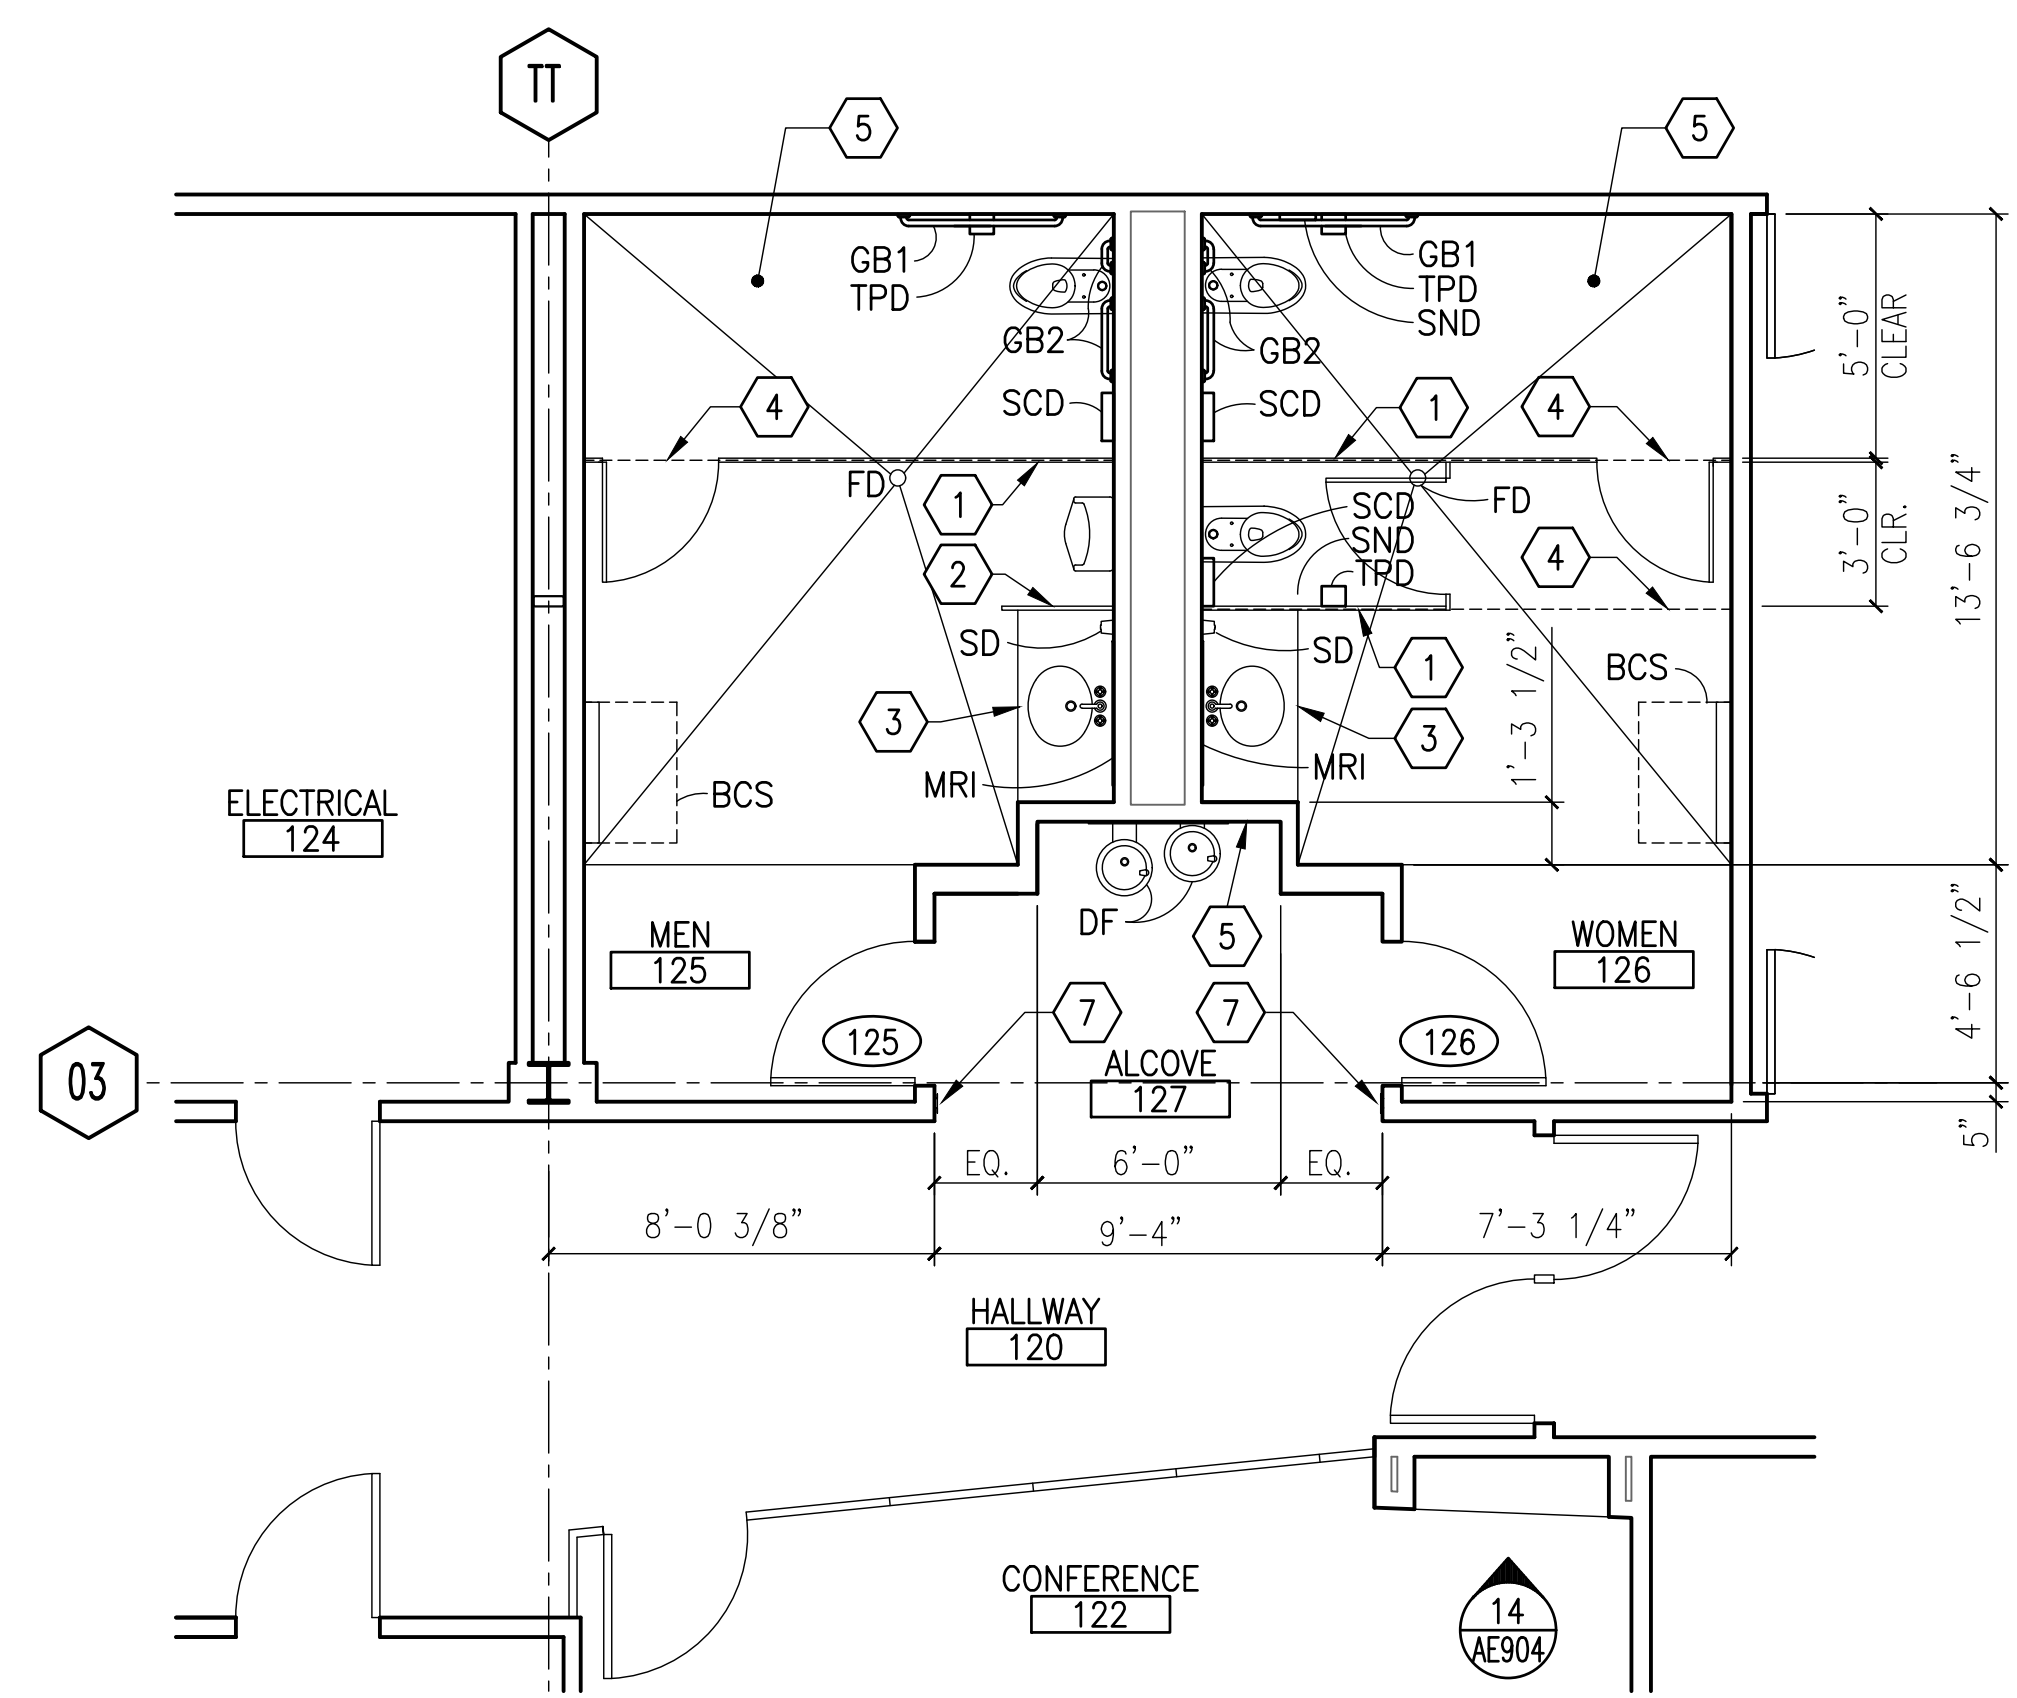 TT
5
5
GB1
TPD
GB2
SCD
GB1
TPD
SND
GB2
SCD
5'-0"
CLEAR
4
1
4
FD
1
2
SCD
SND
TPD
FD
4
3'-0"
CLR.
13'-6 3/4"
SD
SD
1
BCS
1'-3 1/2"
3
3
MRI
MRI
BCS
ELECTRICAL
124
DF
5
MEN
125
WOMEN
126
4'-6 1/2"
7
7
125
126
03
ALCOVE
127
5"
EQ.
6'-0"
EQ.
8'-0 3/8"
9'-4"
7'-3 1/4"
HALLWAY
120
CONFERENCE
122
14
AE904